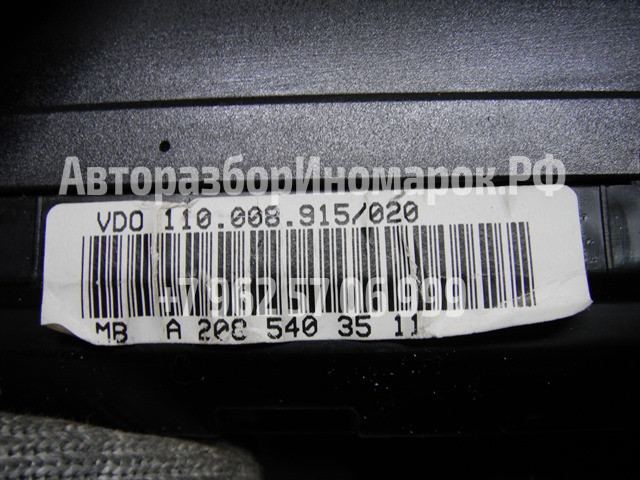 АвторазборИномарок.РФ
VDO 110.008.915/020
+7 962 57 06 999
MB A 208 540 35 11